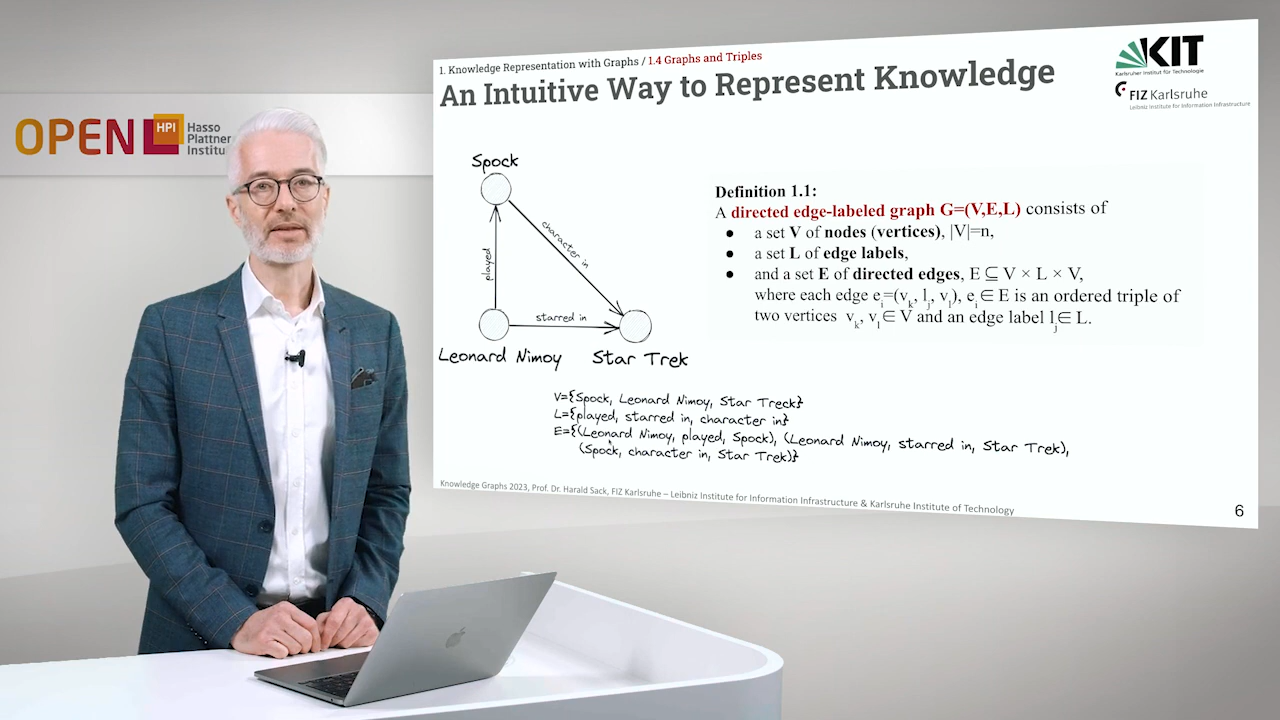 OPEN HPI Hasso
Plattner
Institu
1. Knowledge Representation with Graphs / 1.4 Graphs and Triples
An Intuitive Way to Represent Knowledge
KIT
Karlsruher Institut für Technologie
FIZ Karlsruhe
Leibniz Institute for Information Infrastructure
Spock
played
character in
starred in
Leonard Nimoy
Star Trek
Definition 1.1:
A directed edge-labeled graph G=(V,E,L) consists of
● a set V of nodes (vertices), |V|=n,
● a set L of edge labels,
● and a set E of directed edges, E ⊆ V × L × V,
where each edge eᵢ=(vₖ, lⱼ, vₗ), eᵢ∈ E is an ordered triple of
two vertices vₖ, vₗ∈ V and an edge label lⱼ∈ L.
V={Spock, Leonard Nimoy, Star Treck}
L={played, starred in, character in}
E={(Leonard Nimoy, played, Spock), (Leonard Nimoy, starred in, Star Trek),
(Spock, character in, Star Trek)}
Knowledge Graphs 2023, Prof. Dr. Harald Sack, FIZ Karlsruhe – Leibniz Institute for Information Infrastructure & Karlsruhe Institute of Technology
6